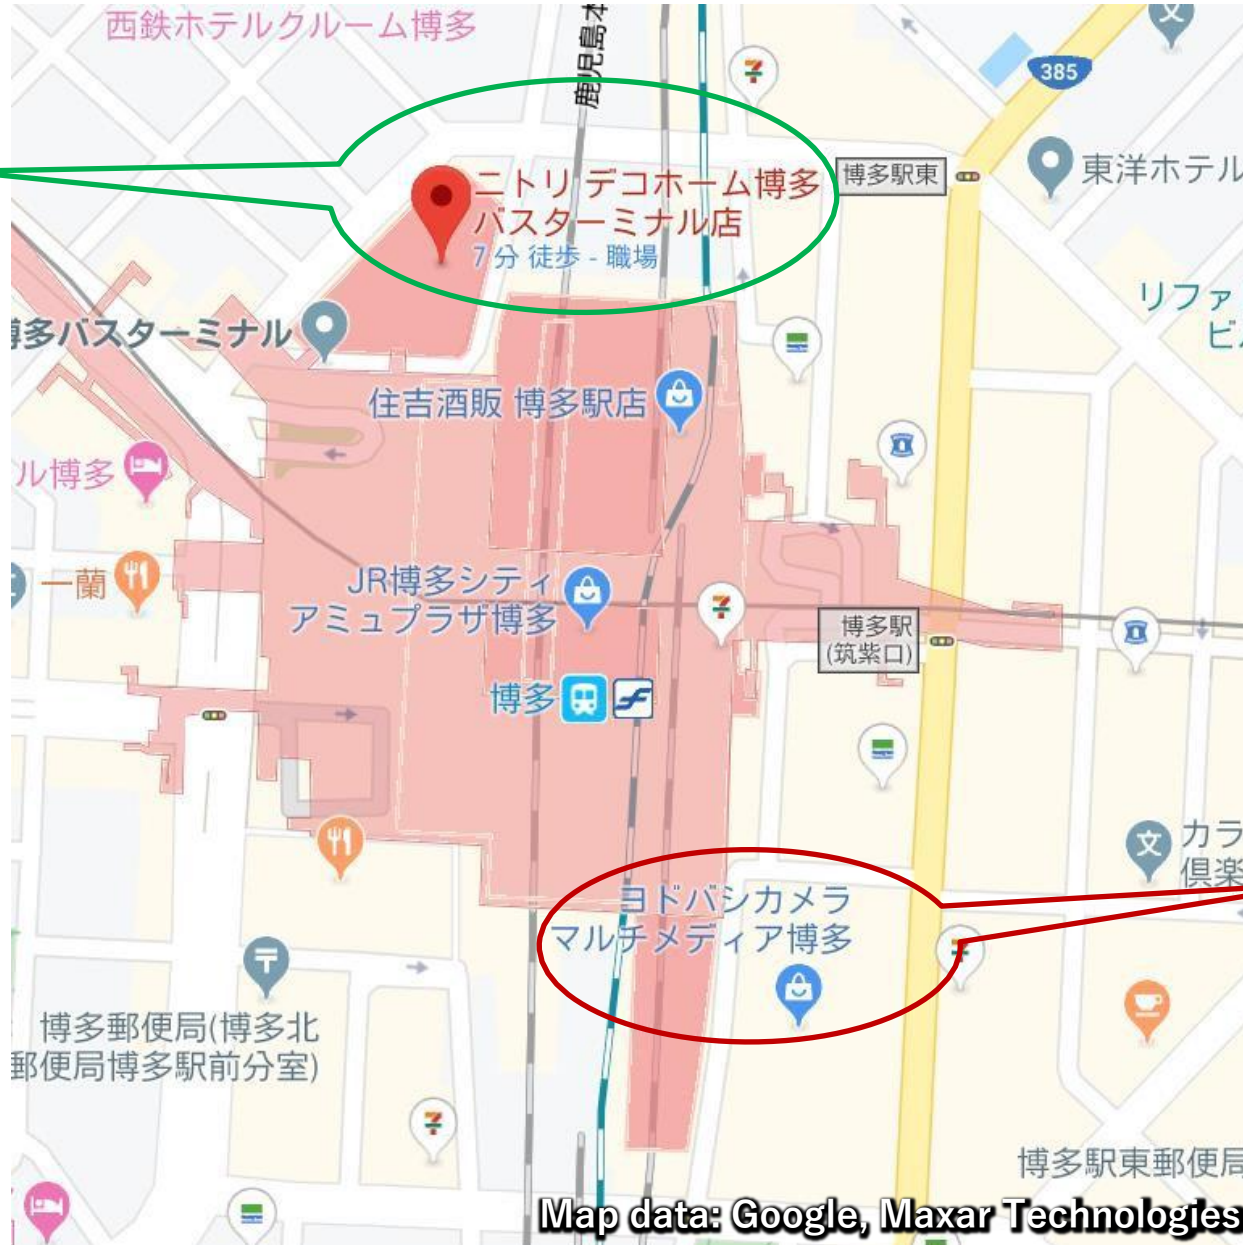 西鉄ホテルクルーム博多
鹿児島本
385
ニトリ デコホーム博多
バスターミナル店
7 分 徒歩 - 職場
博多駅東
東洋ホテル
リファ
ビル
博多バスターミナル
住吉酒販 博多駅店
ル博多
一蘭
JR博多シティ
アミュプラザ博多
博多駅
(筑紫口)
博多
カラ
倶楽
ヨドバシカメラ
マルチメディア博多
博多郵便局(博多北
郵便局博多駅前分室)
博多駅東郵便局
Map data: Google, Maxar Technologies